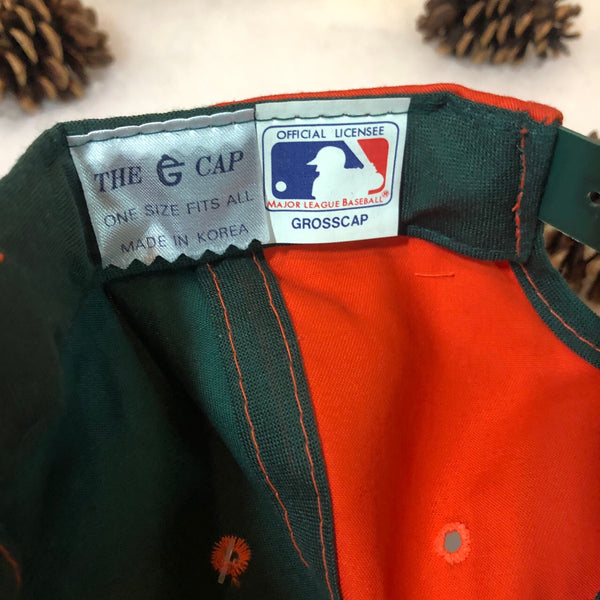 THE G CAP
ONE SIZE FITS ALL
MADE IN KOREA
OFFICIAL LICENSEE
MAJOR LEAGUE BASEBALL®
GROSSCAP